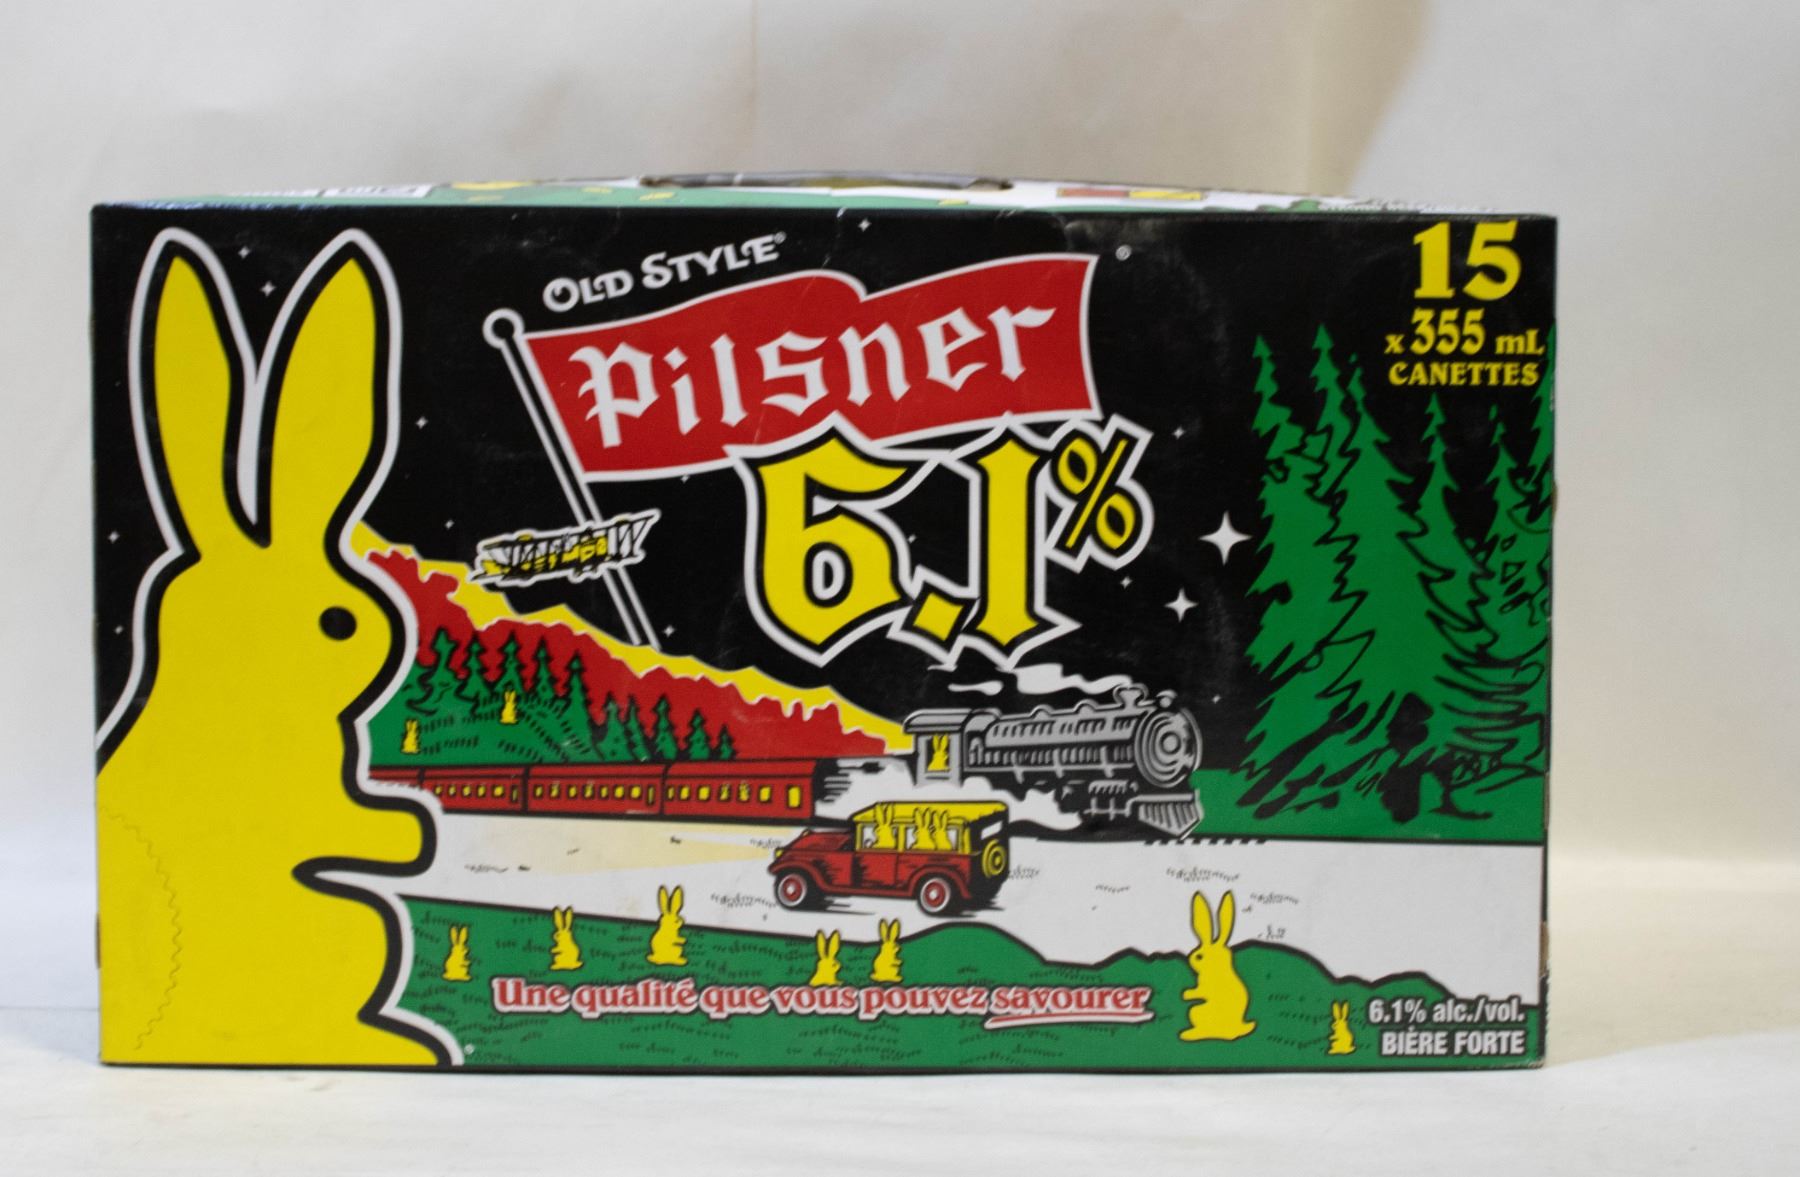 OLD STYLE®
Pilsner®
6.1%
15
x 355 mL
CANETTES
Une qualité que vous pouvez savourer
6.1% alc./vol.
BIÈRE FORTE